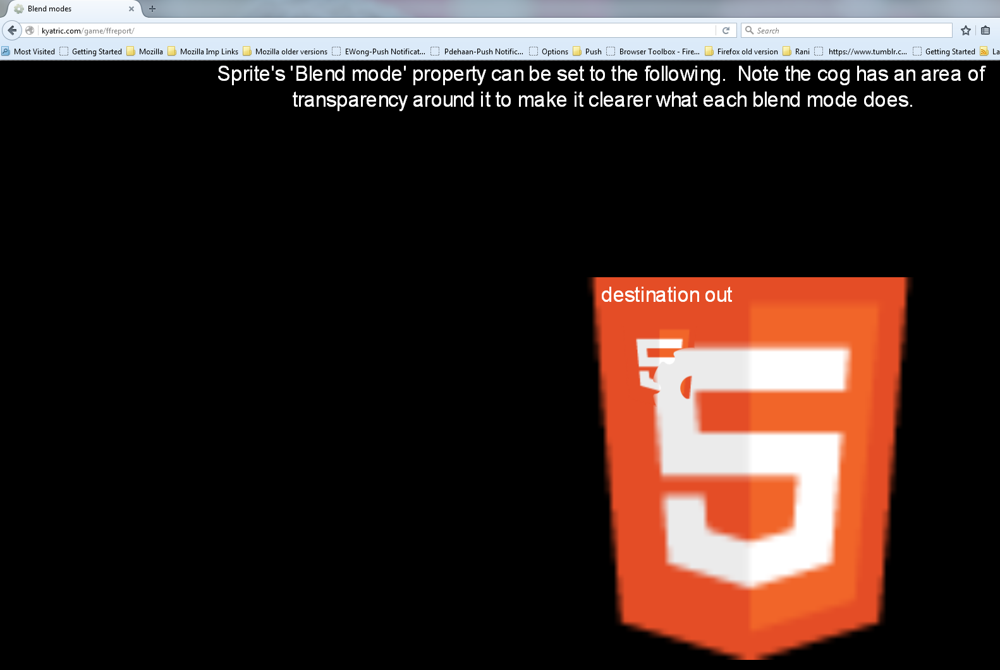 Blend modes
kyatric.com/game/ffreport/
Search
Most Visited Getting Started Mozilla Mozilla Imp Links Mozilla older versions EWong-Push Notificat... Pdehaan-Push Notific... Options Push Browser Toolbox - Fire... Firefox old version Rani https://www.tumblr.c... Getting Started La
Sprite's 'Blend mode' property can be set to the following. Note the cog has an area of
transparency around it to make it clearer what each blend mode does.
destination out
5
5